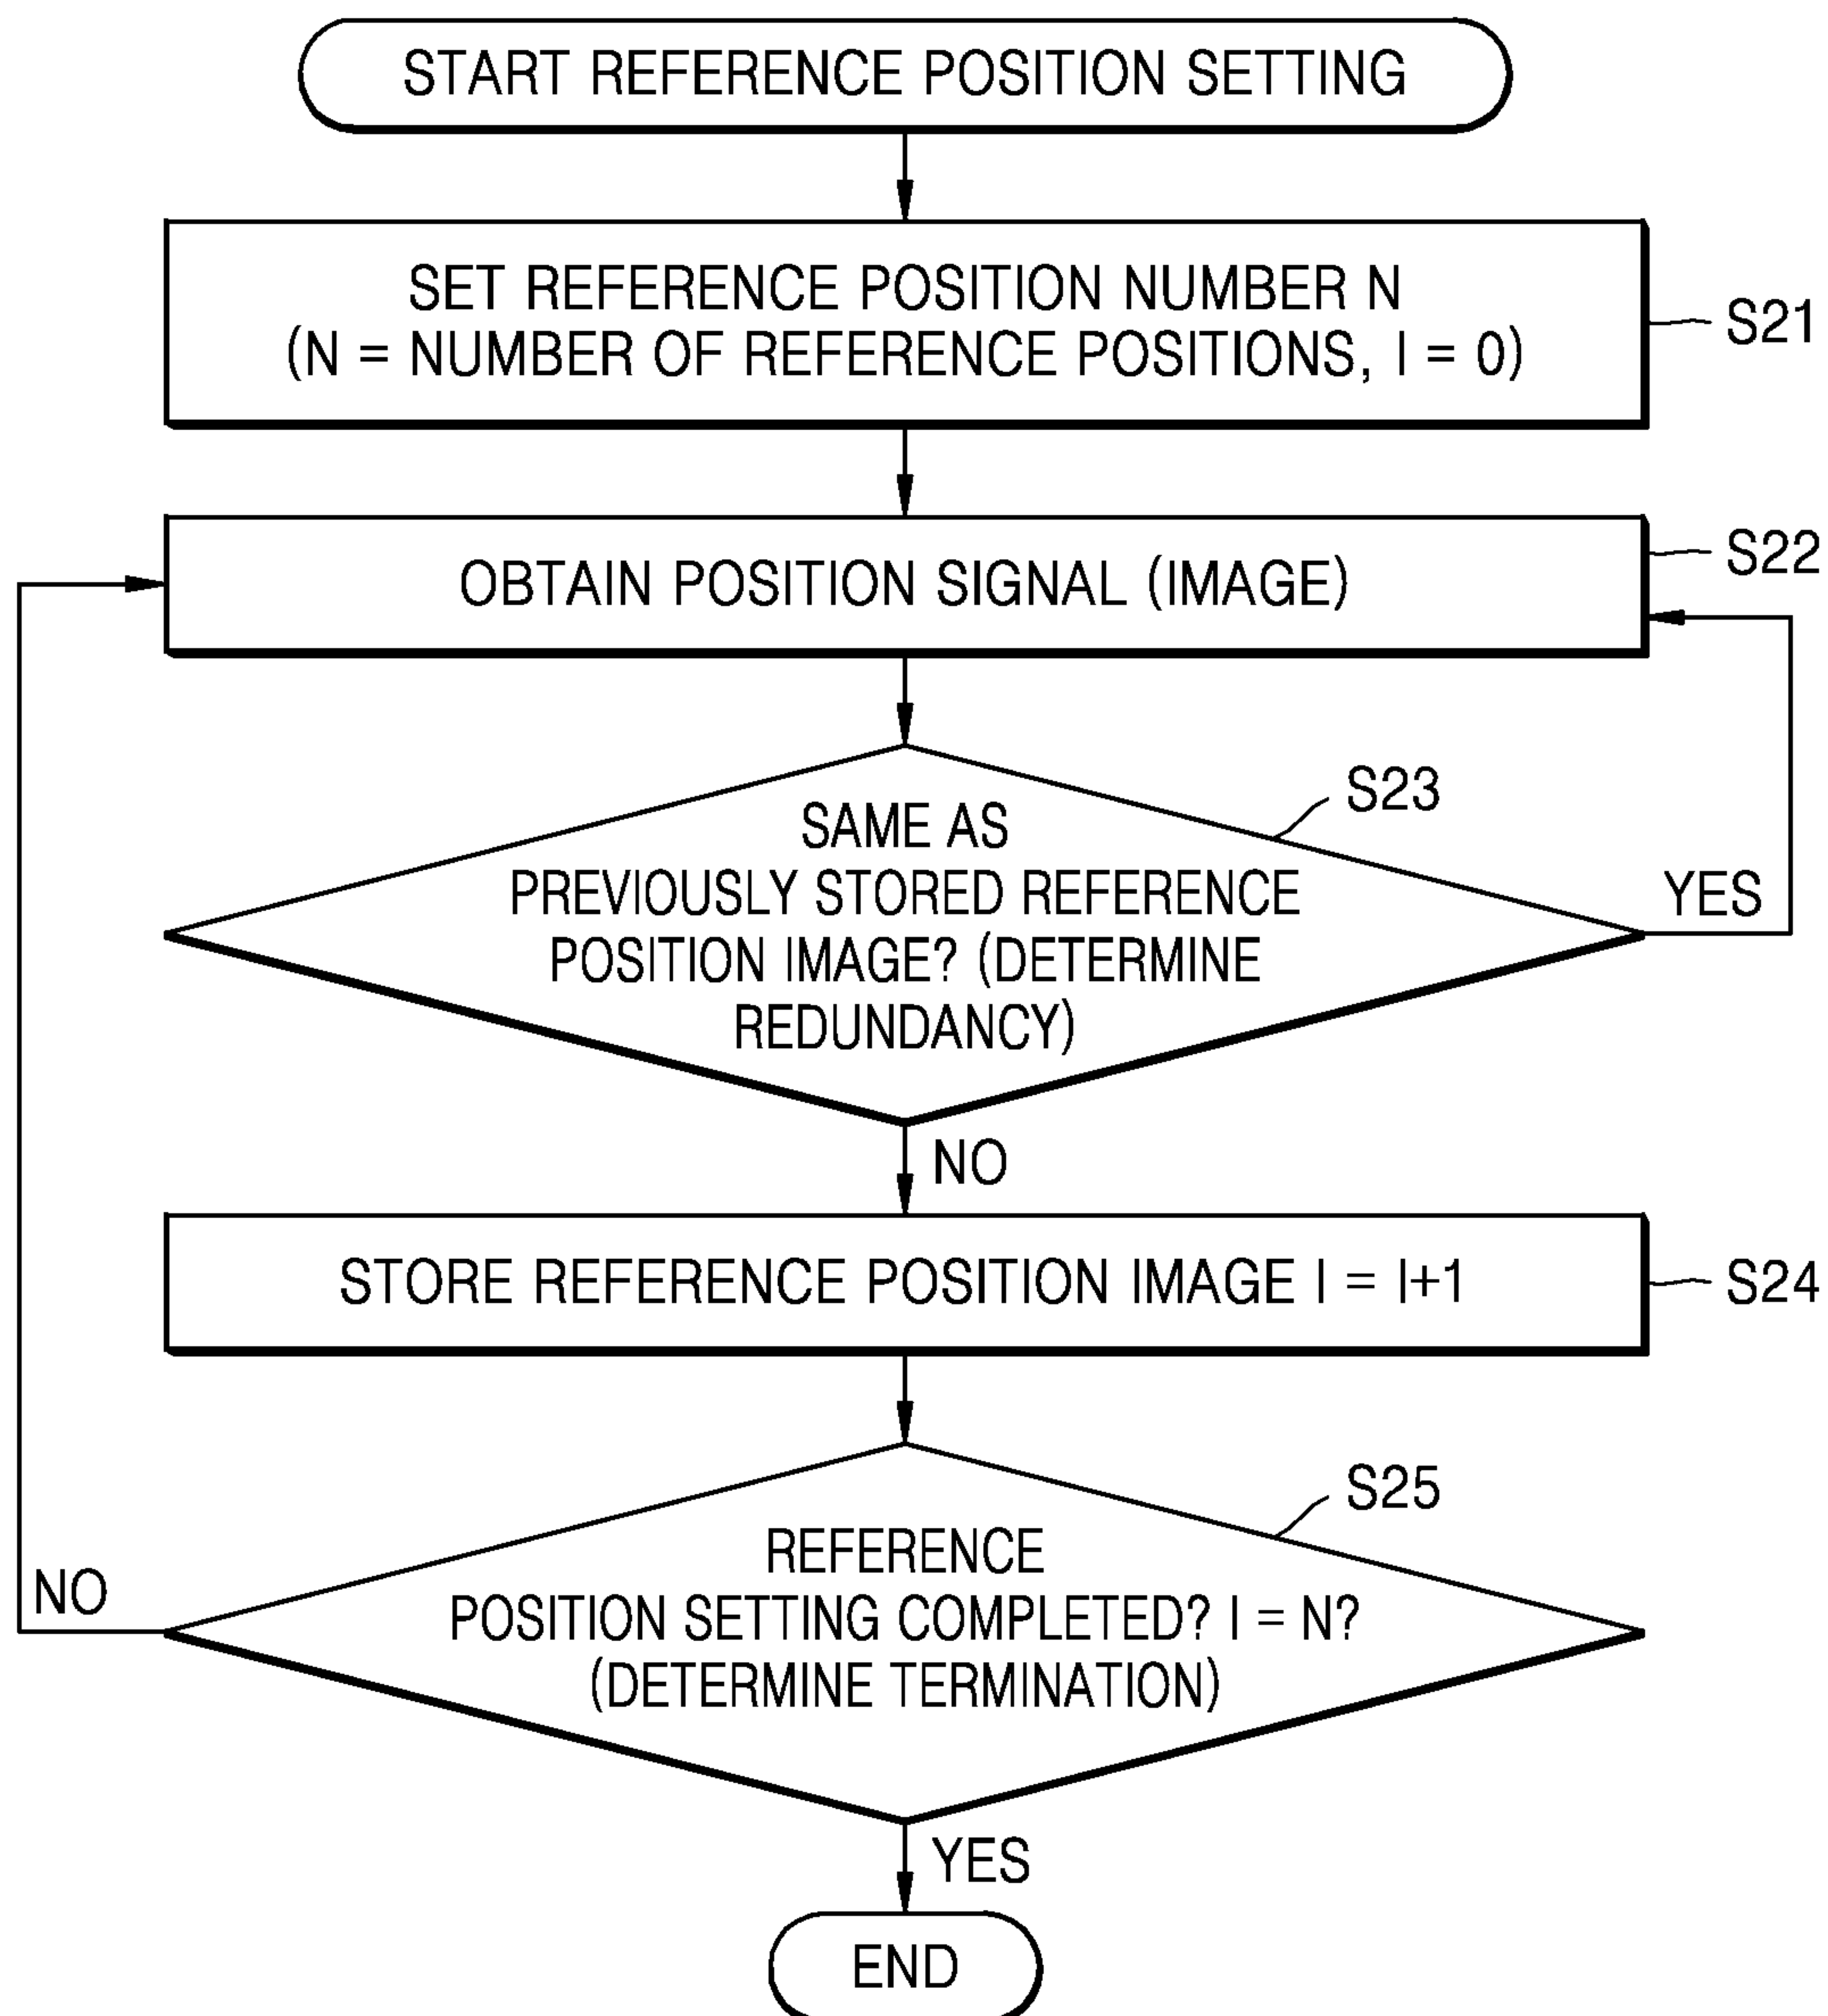 START REFERENCE POSITION SETTING
SET REFERENCE POSITION NUMBER N
(N = NUMBER OF REFERENCE POSITIONS, I = 0)
S21
OBTAIN POSITION SIGNAL (IMAGE)
S22
S23
SAME AS
PREVIOUSLY STORED REFERENCE
POSITION IMAGE? (DETERMINE
REDUNDANCY)
YES
NO
STORE REFERENCE POSITION IMAGE I = I+1
S24
S25
REFERENCE
POSITION SETTING COMPLETED? I = N?
(DETERMINE TERMINATION)
NO
YES
END